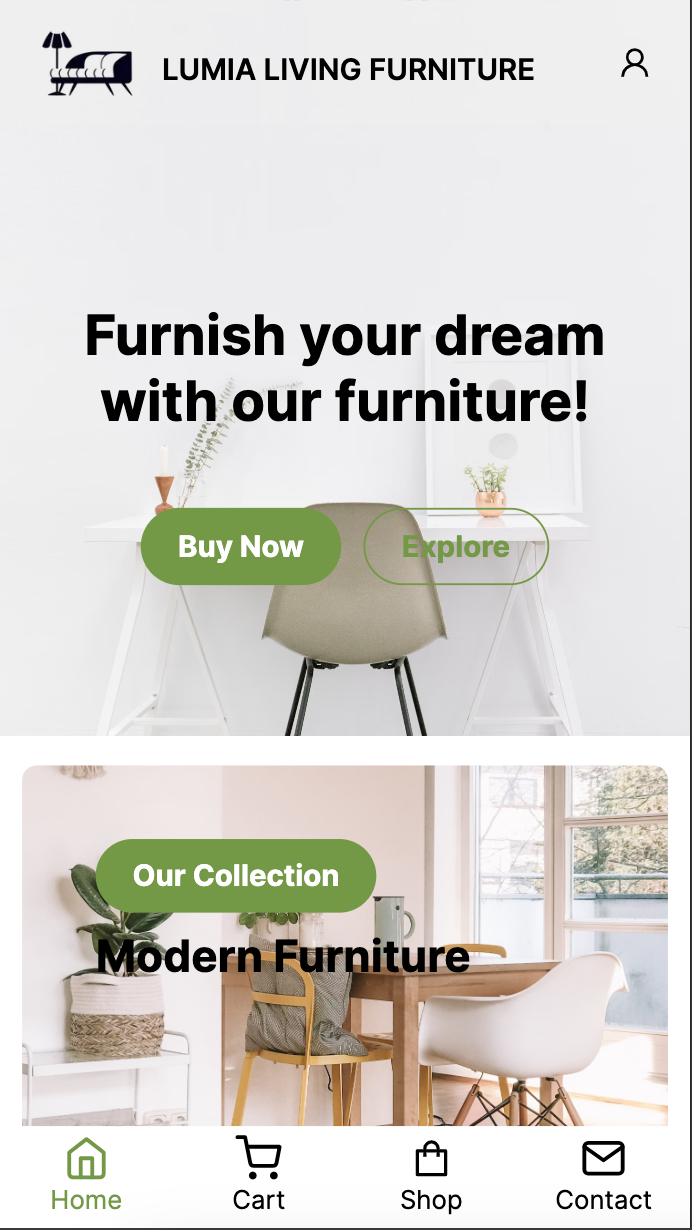 LUMIA LIVING FURNITURE
Furnish your dream
with our furniture!
Buy Now
Explore
Our Collection
Modern Furniture
Home
Cart
Shop
Contact